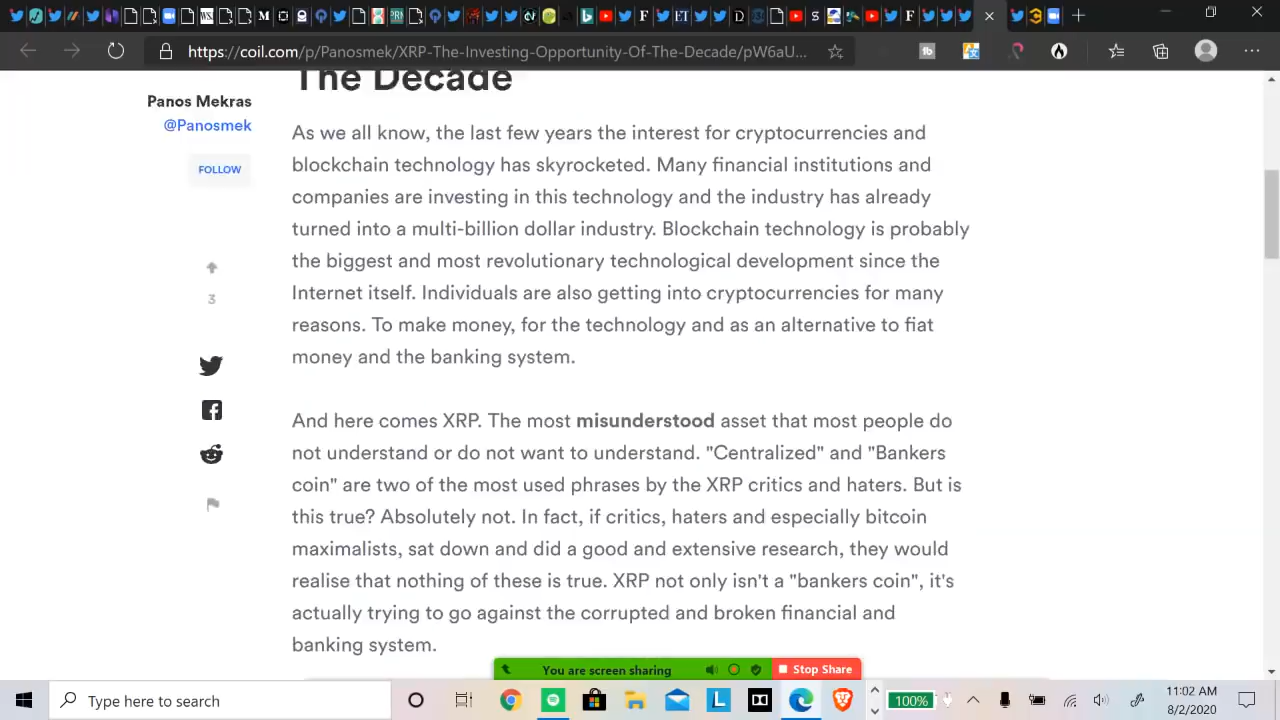 https://coil.com/p/Panosmek/XRP-The-Investing-Opportunity-Of-The-Decade/pW6aU...
The Decade
Panos Mekras
@Panosmek
FOLLOW
3
As we all know, the last few years the interest for cryptocurrencies and
blockchain technology has skyrocketed. Many financial institutions and
companies are investing in this technology and the industry has already
turned into a multi-billion dollar industry. Blockchain technology is probably
the biggest and most revolutionary technological development since the
Internet itself. Individuals are also getting into cryptocurrencies for many
reasons. To make money, for the technology and as an alternative to fiat
money and the banking system.
And here comes XRP. The most misunderstood asset that most people do
not understand or do not want to understand. "Centralized" and "Bankers
coin" are two of the most used phrases by the XRP critics and haters. But is
this true? Absolutely not. In fact, if critics, haters and especially bitcoin
maximalists, sat down and did a good and extensive research, they would
realise that nothing of these is true. XRP not only isn't a "bankers coin", it's
actually trying to go against the corrupted and broken financial and
banking system.
You are screen sharing
Stop Share
Type here to search
100%
11:02 AM
8/2/2020